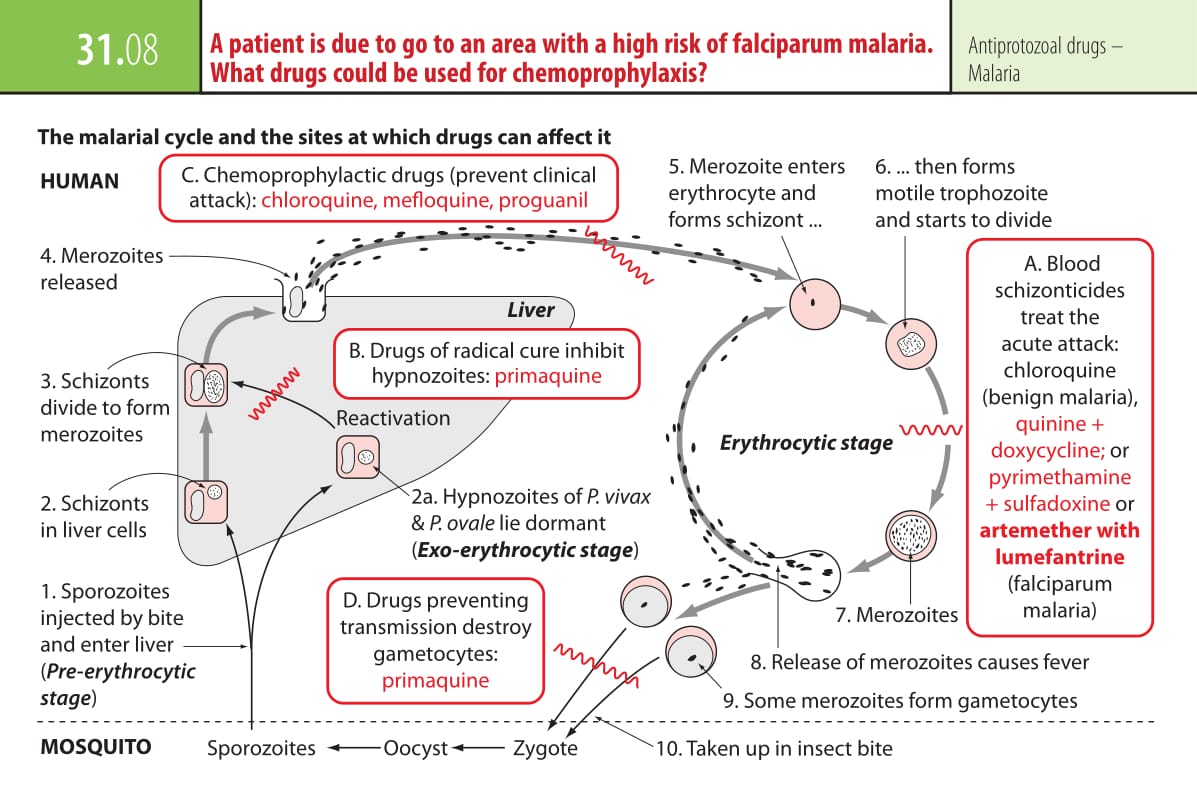 31.08
A patient is due to go to an area with a high risk of falciparum malaria.
What drugs could be used for chemoprophylaxis?
Antiprotozoal drugs –
Malaria
The malarial cycle and the sites at which drugs can affect it
HUMAN
C. Chemoprophylactic drugs (prevent clinical
attack): chloroquine, mefloquine, proguanil
5. Merozoite enters
erythrocyte and
forms schizont ...
6. ... then forms
motile trophozoite
and starts to divide
4. Merozoites
released
Liver
B. Drugs of radical cure inhibit
hypnozoites: primaquine
3. Schizonts
divide to form
merozoites
Reactivation
2. Schizonts
in liver cells
2a. Hypnozoites of P. vivax
& P. ovale lie dormant
(Exo-erythrocytic stage)
Erythrocytic stage
A. Blood
schizonticides
treat the
acute attack:
chloroquine
(benign malaria),
quinine +
doxycycline; or
pyrimethamine
+ sulfadoxine or
artemether with
lumefantrine
(falciparum
malaria)
1. Sporozoites
injected by bite
and enter liver
(Pre-erythrocytic
stage)
D. Drugs preventing
transmission destroy
gametocytes:
primaquine
7. Merozoites
8. Release of merozoites causes fever
9. Some merozoites form gametocytes
MOSQUITO
Sporozoites
Oocyst
Zygote
10. Taken up in insect bite